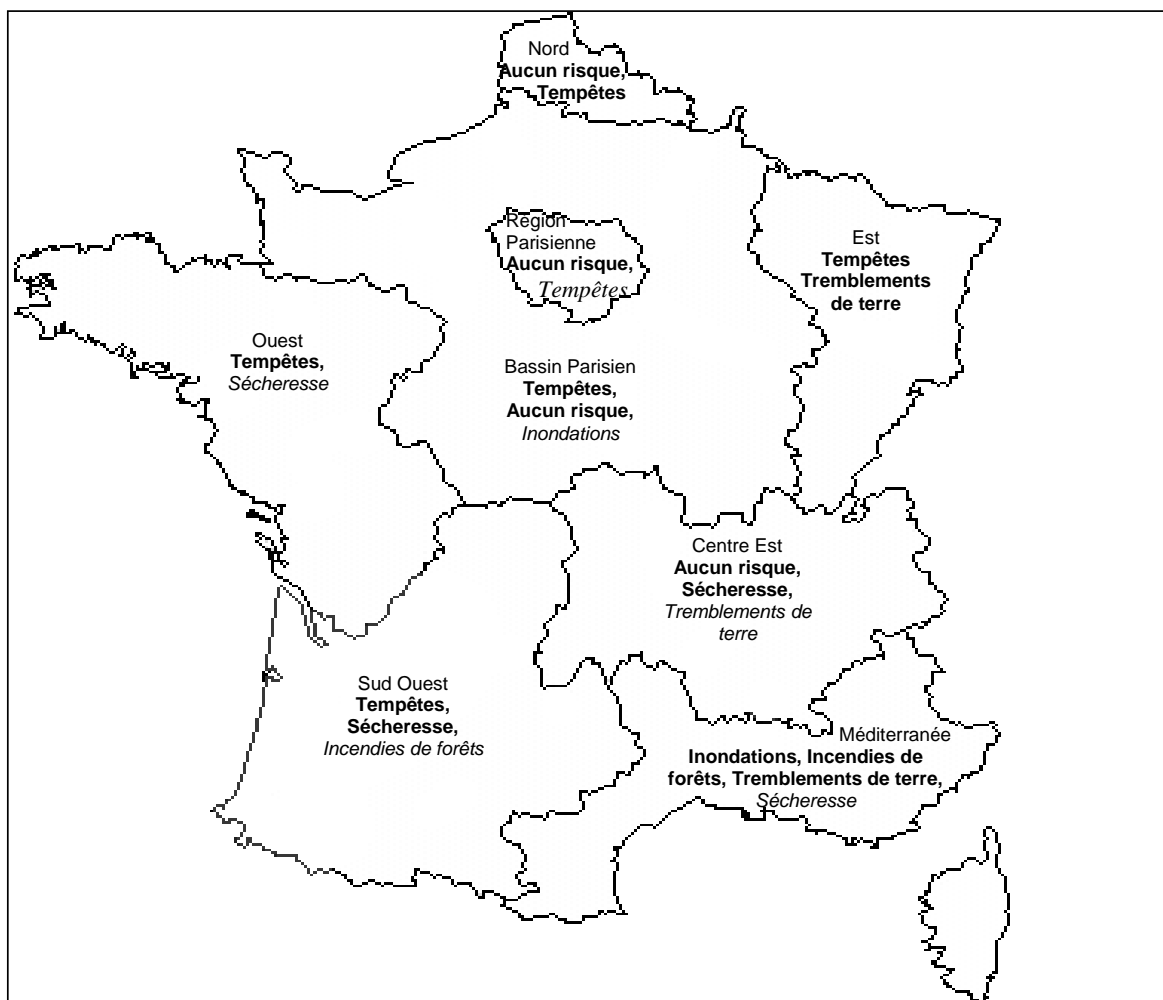 Nord
Aucun risque,
Tempêtes
Région
Parisienne
Aucun risque,
Tempêtes
Est
Tempêtes
Tremblements
de terre
Ouest
Tempêtes,
Sécheresse
Bassin Parisien
Tempêtes,
Aucun risque,
Inondations
Centre Est
Aucun risque,
Sécheresse,
Tremblements de
terre
Sud Ouest
Tempêtes,
Sécheresse,
Incendies de forêts
Méditerranée
Inondations, Incendies de
forêts, Tremblements de terre,
Sécheresse